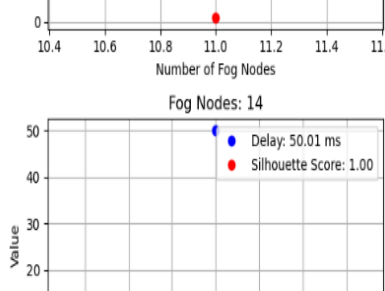 0
10.4 10.6 10.8 11.0 11.2 11.4 11.
Number of Fog Nodes
Fog Nodes: 14
50
Delay: 50.01 ms
Silhouette Score: 1.00
40
30
20
Value